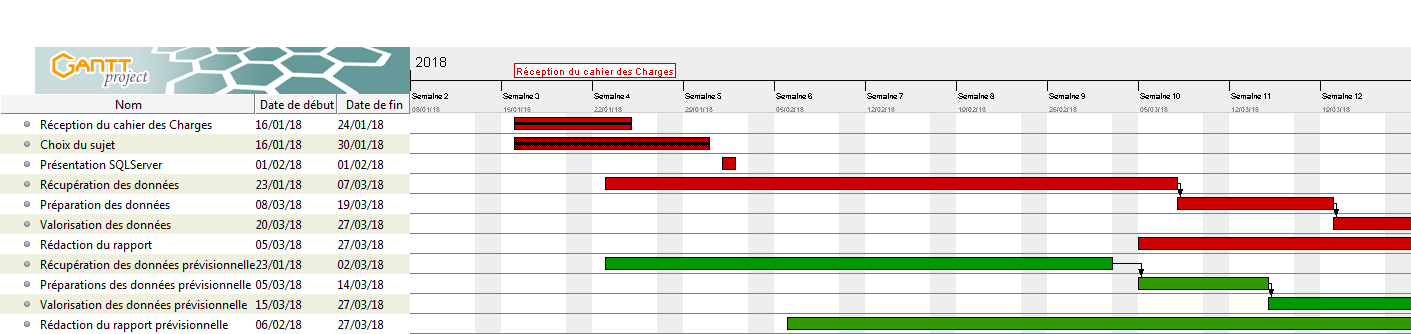 GANTT
project
2018
Réception du cahier des Charges
Semaine 2 Semaine 3 Semaine 4 Semaine 5 Semaine 6 Semaine 7 Semaine 8 Semaine 9 Semaine 10 Semaine 11 Semaine 12
08/01/18 15/01/18 22/01/18 29/01/18 05/02/18 12/02/18 19/02/18 26/02/18 05/03/18 12/03/18 19/03/18
Nom Date de début Date de fin
Réception du cahier des Charges 16/01/18 24/01/18
Choix du sujet 16/01/18 30/01/18
Présentation SQLServer 01/02/18 01/02/18
Récupération des données 23/01/18 07/03/18
Préparation des données 08/03/18 19/03/18
Valorisation des données 20/03/18 27/03/18
Rédaction du rapport 05/03/18 27/03/18
Récupération des données prévisionnelle 23/01/18 02/03/18
Préparations des données prévisionnelle 05/03/18 14/03/18
Valorisation des données prévisionnelle 15/03/18 27/03/18
Rédaction du rapport prévisionnelle 06/02/18 27/03/18